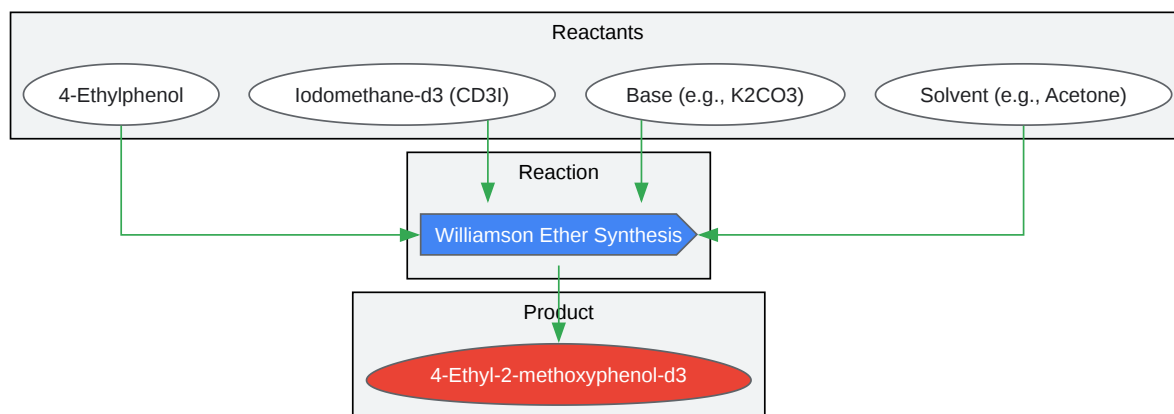 Reactants
4-Ethylphenol
Iodomethane-d3 (CD3I)
Base (e.g., K2CO3)
Solvent (e.g., Acetone)
Reaction
Williamson Ether Synthesis
Product
4-Ethyl-2-methoxyphenol-d3